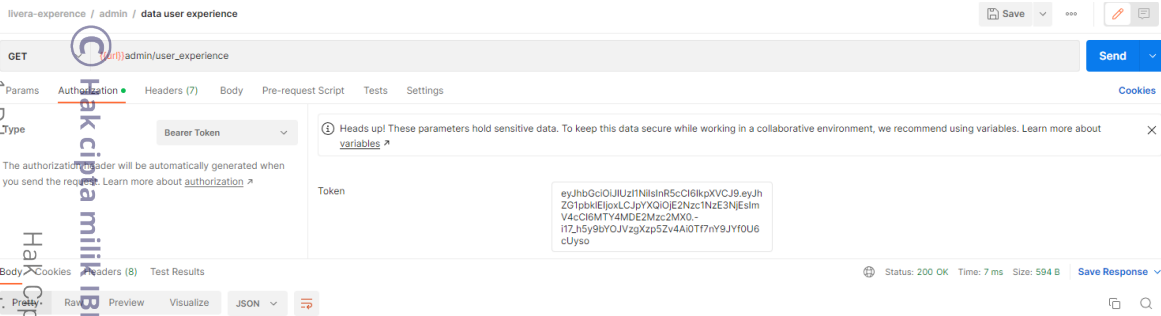 livera-experence / admin / data user experience
Save
GET {{url}}admin/user_experience
Send
Params Authorization Headers (7) Body Pre-request Script Tests Settings
Cookies
Type
Bearer Token
Heads up! These parameters hold sensitive data. To keep this data secure while working in a collaborative environment, we recommend using variables. Learn more about
variables ↗
The authorization header will be automatically generated when
you send the request. Learn more about authorization ↗
Token
eyJhbGciOiJIUzI1NiIsInR5cCI6IkpXVCJ9.eyJh
ZG1pbklEIjoxLCJpYXQiOjE2Nzc1NzE3NjEsIm
V4cCI6MTY4MDE2Mzc2MX0.-
i17_h5y9bYOJVzgXzp5Zv4Ai0Tf7nY9JYf0U6
cUyso
Body Cookies Headers (8) Test Results
Status: 200 OK Time: 7 ms Size: 594 B Save Response
Pretty Raw Preview Visualize JSON
© Hak cipta milik IB
Hak Cip